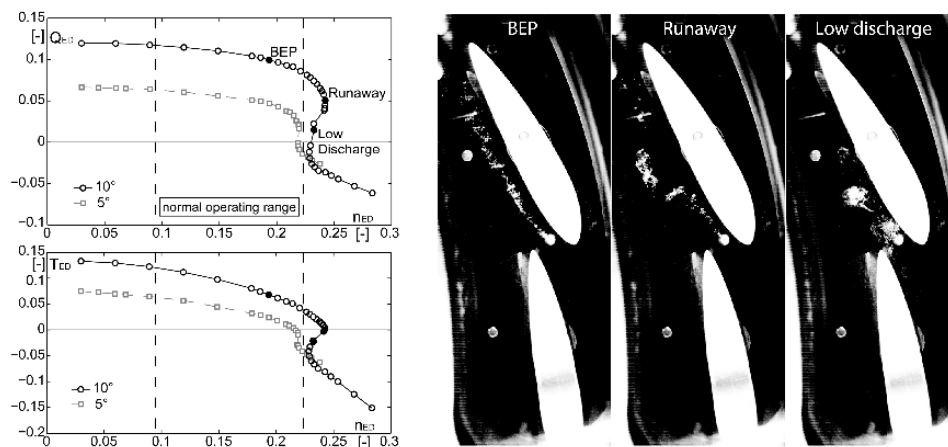 0.15
[-] QED
0.1
0.05
0
−0.05
−0.1
BEP
Runaway
Low
Discharge
10°
5°
normal operating range
nED
0 0.05 0.1 0.15 0.2 0.25 [-] 0.3
0.15
[-] TED
0.1
0.05
0
−0.05
−0.1
−0.15
−0.2
10°
5°
nED
0 0.05 0.1 0.15 0.2 0.25 [-] 0.3
BEP
Runaway
Low discharge